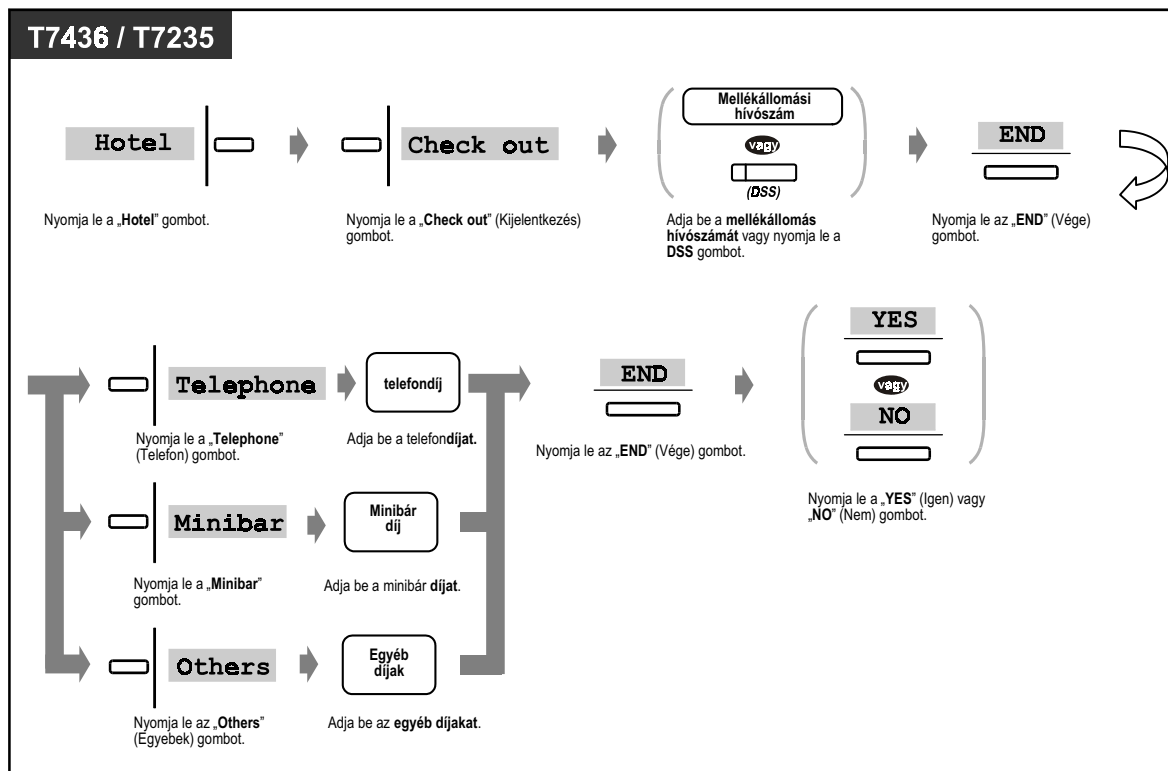 T7436 / T7235
Hotel
Check out
Mellékállomási
hívószám
vagy
(DSS)
END
Nyomja le a „Hotel” gombot.
Nyomja le a „Check out” (Kijelentkezés)
gombot.
Adja be a mellékállomás
hívószámát vagy nyomja le a
DSS gombot.
Nyomja le az „END” (Vége)
gombot.
Telephone
telefondíj
Nyomja le a „Telephone”
(Telefon) gombot.
Adja be a telefondíjat.
Minibar
Minibár
díj
Nyomja le a „Minibar”
gombot.
Adja be a minibár díjat.
Others
Egyéb
díjak
Nyomja le az „Others”
(Egyebek) gombot.
Adja be az egyéb díjakat.
END
Nyomja le az „END” (Vége) gombot.
YES
vagy
NO
Nyomja le a „YES” (Igen) vagy
„NO” (Nem) gombot.